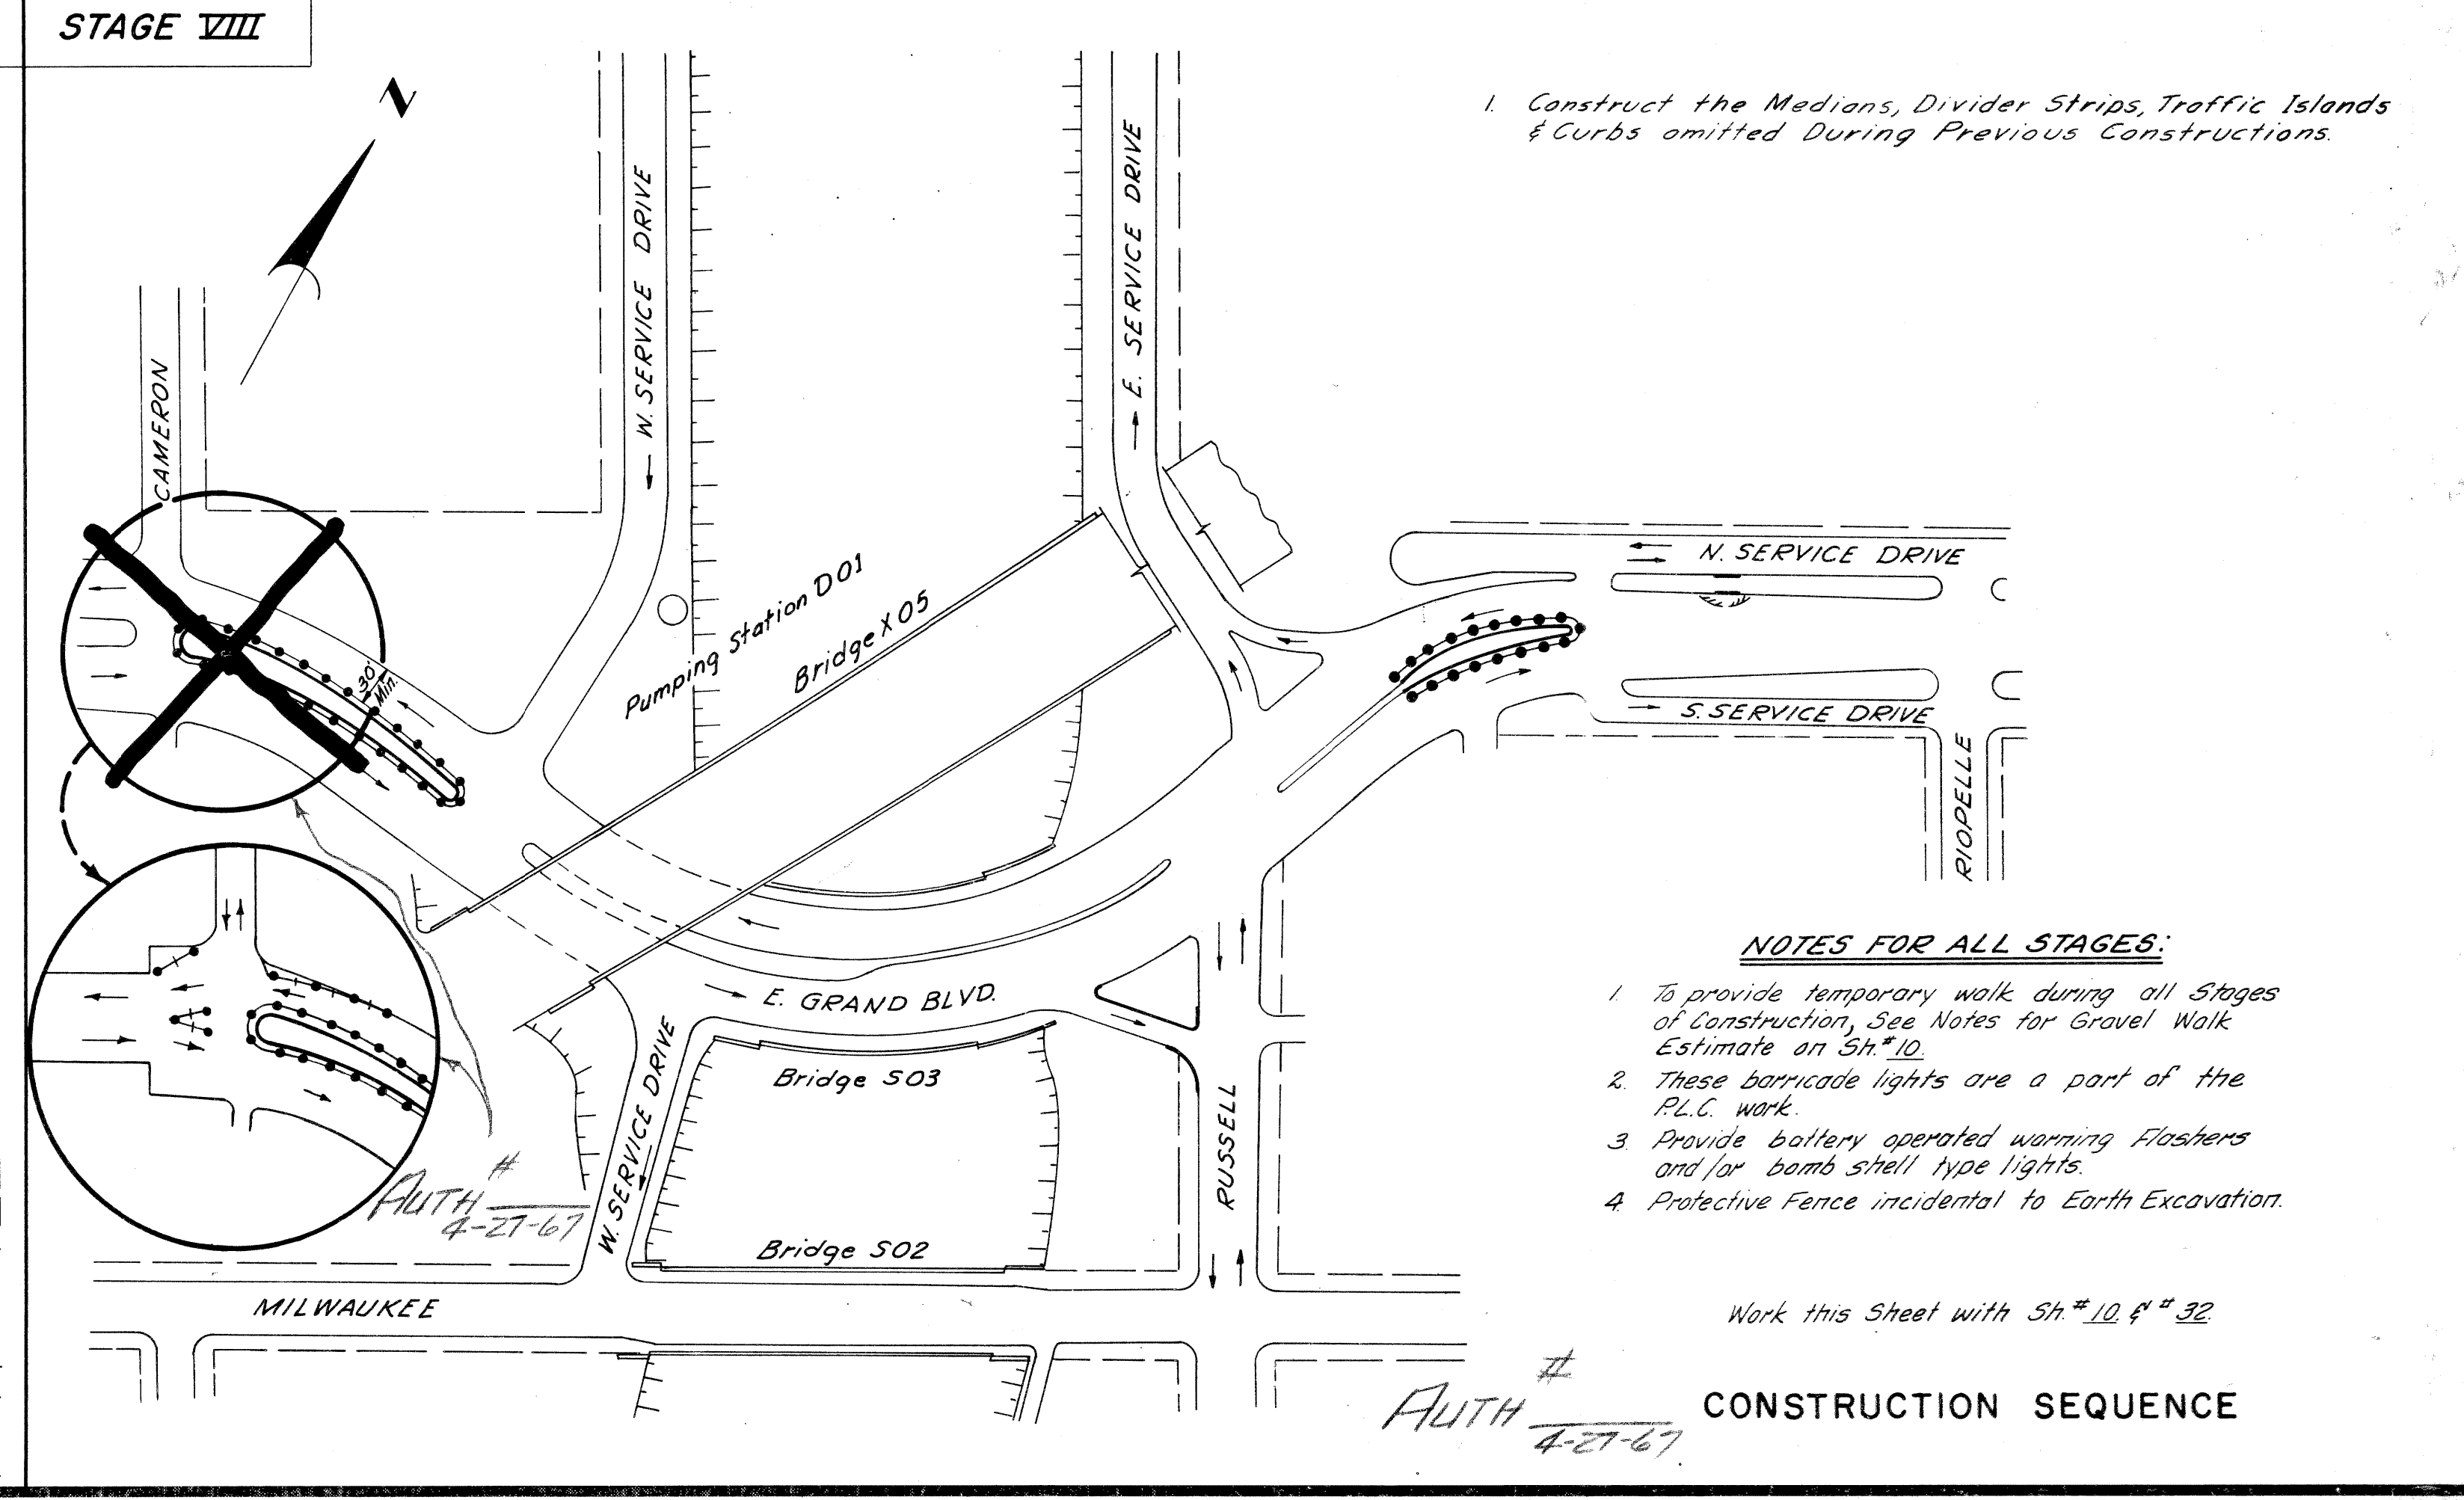 STAGE VIII
N
1. Construct the Medians, Divider Strips, Traffic Islands
& Curbs omitted During Previous Constructions.
CAMERON
W. SERVICE DRIVE
E. SERVICE DRIVE
30'
Min.
Pumping Station D01
Bridge X05
N. SERVICE DRIVE
S. SERVICE DRIVE
RIOPELLE
E. GRAND BLVD.
Bridge S03
W. SERVICE DRIVE
RUSSELL
Bridge S02
MILWAUKEE
AUTH #
4-27-67
NOTES FOR ALL STAGES:
1. To provide temporary walk during all Stages
of Construction, See Notes for Gravel Walk
Estimate on Sh.#10.
2. These barricade lights are a part of the
P.L.C. work.
3. Provide battery operated warning Flashers
and/or bomb shell type lights.
4. Protective Fence incidental to Earth Excavation.
Work this Sheet with Sh.#10. & #32.
AUTH #
4-27-67
CONSTRUCTION SEQUENCE